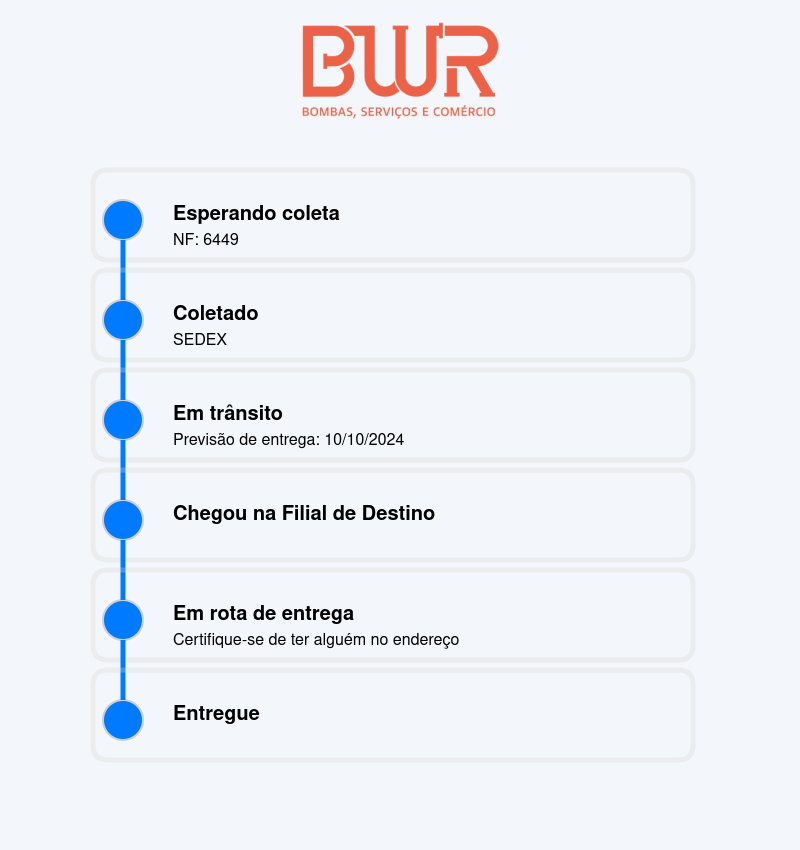 BWR
BOMBAS, SERVIÇOS E COMÉRCIO
Esperando coleta
NF: 6449
Coletado
SEDEX
Em trânsito
Previsão de entrega: 10/10/2024
Chegou na Filial de Destino
Em rota de entrega
Certifique-se de ter alguém no endereço
Entregue